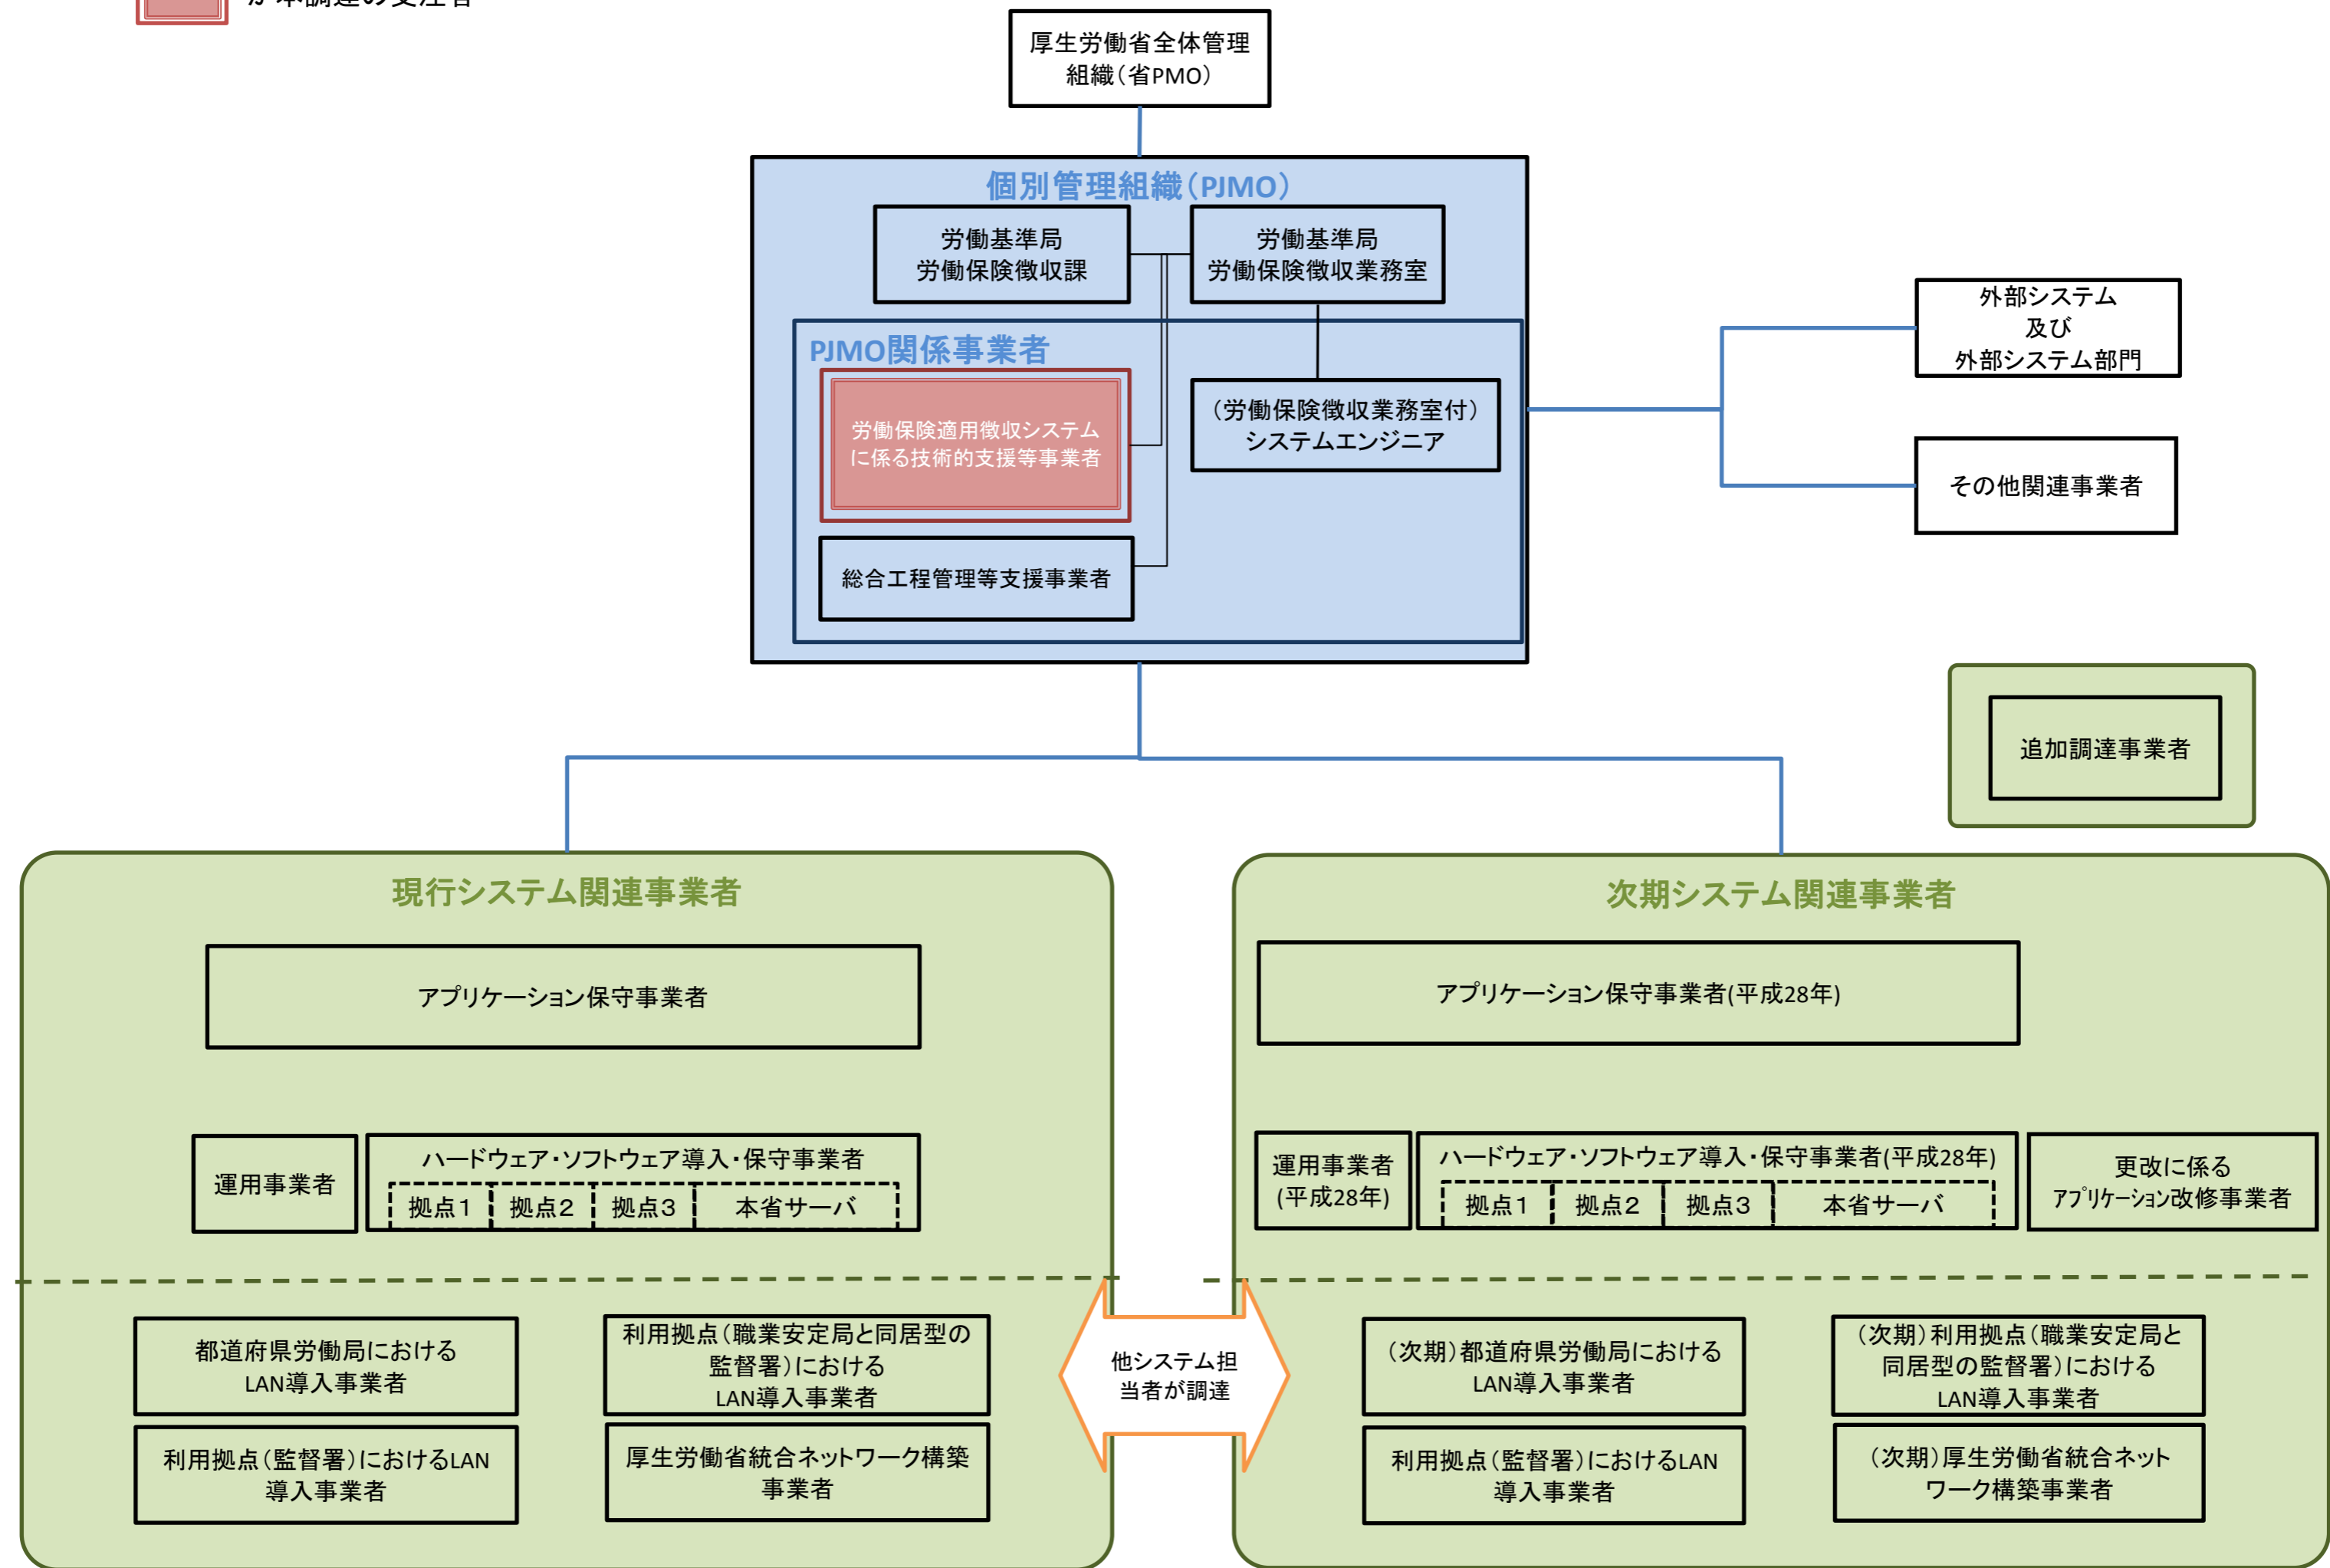 が本調達の受注者
厚生労働省全体管理
組織（省PMO）
個別管理組織（PJMO）
労働基準局
労働保険徴収課
労働基準局
労働保険徴収業務室
PJMO関係事業者
労働保険適用徴収システム
に係る技術的支援等事業者
（労働保険徴収業務室付）
システムエンジニア
総合工程管理等支援事業者
外部システム
及び
外部システム部門
その他関連事業者
追加調達事業者
現行システム関連事業者
アプリケーション保守事業者
運用事業者
ハードウェア・ソフトウェア導入・保守事業者
拠点1
拠点2
拠点3
本省サーバ
都道府県労働局における
LAN導入事業者
利用拠点（職業安定局と同居型の
監督署）における
LAN導入事業者
利用拠点（監督署）におけるLAN
導入事業者
厚生労働省統合ネットワーク構築
事業者
他システム担
当者が調達
次期システム関連事業者
アプリケーション保守事業者(平成28年)
運用事業者
(平成28年)
ハードウェア・ソフトウェア導入・保守事業者(平成28年)
拠点1
拠点2
拠点3
本省サーバ
更改に係る
アプリケーション改修事業者
（次期）都道府県労働局における
LAN導入事業者
（次期）利用拠点（職業安定局と
同居型の監督署）における
LAN導入事業者
利用拠点（監督署）におけるLAN
導入事業者
（次期）厚生労働省統合ネット
ワーク構築事業者